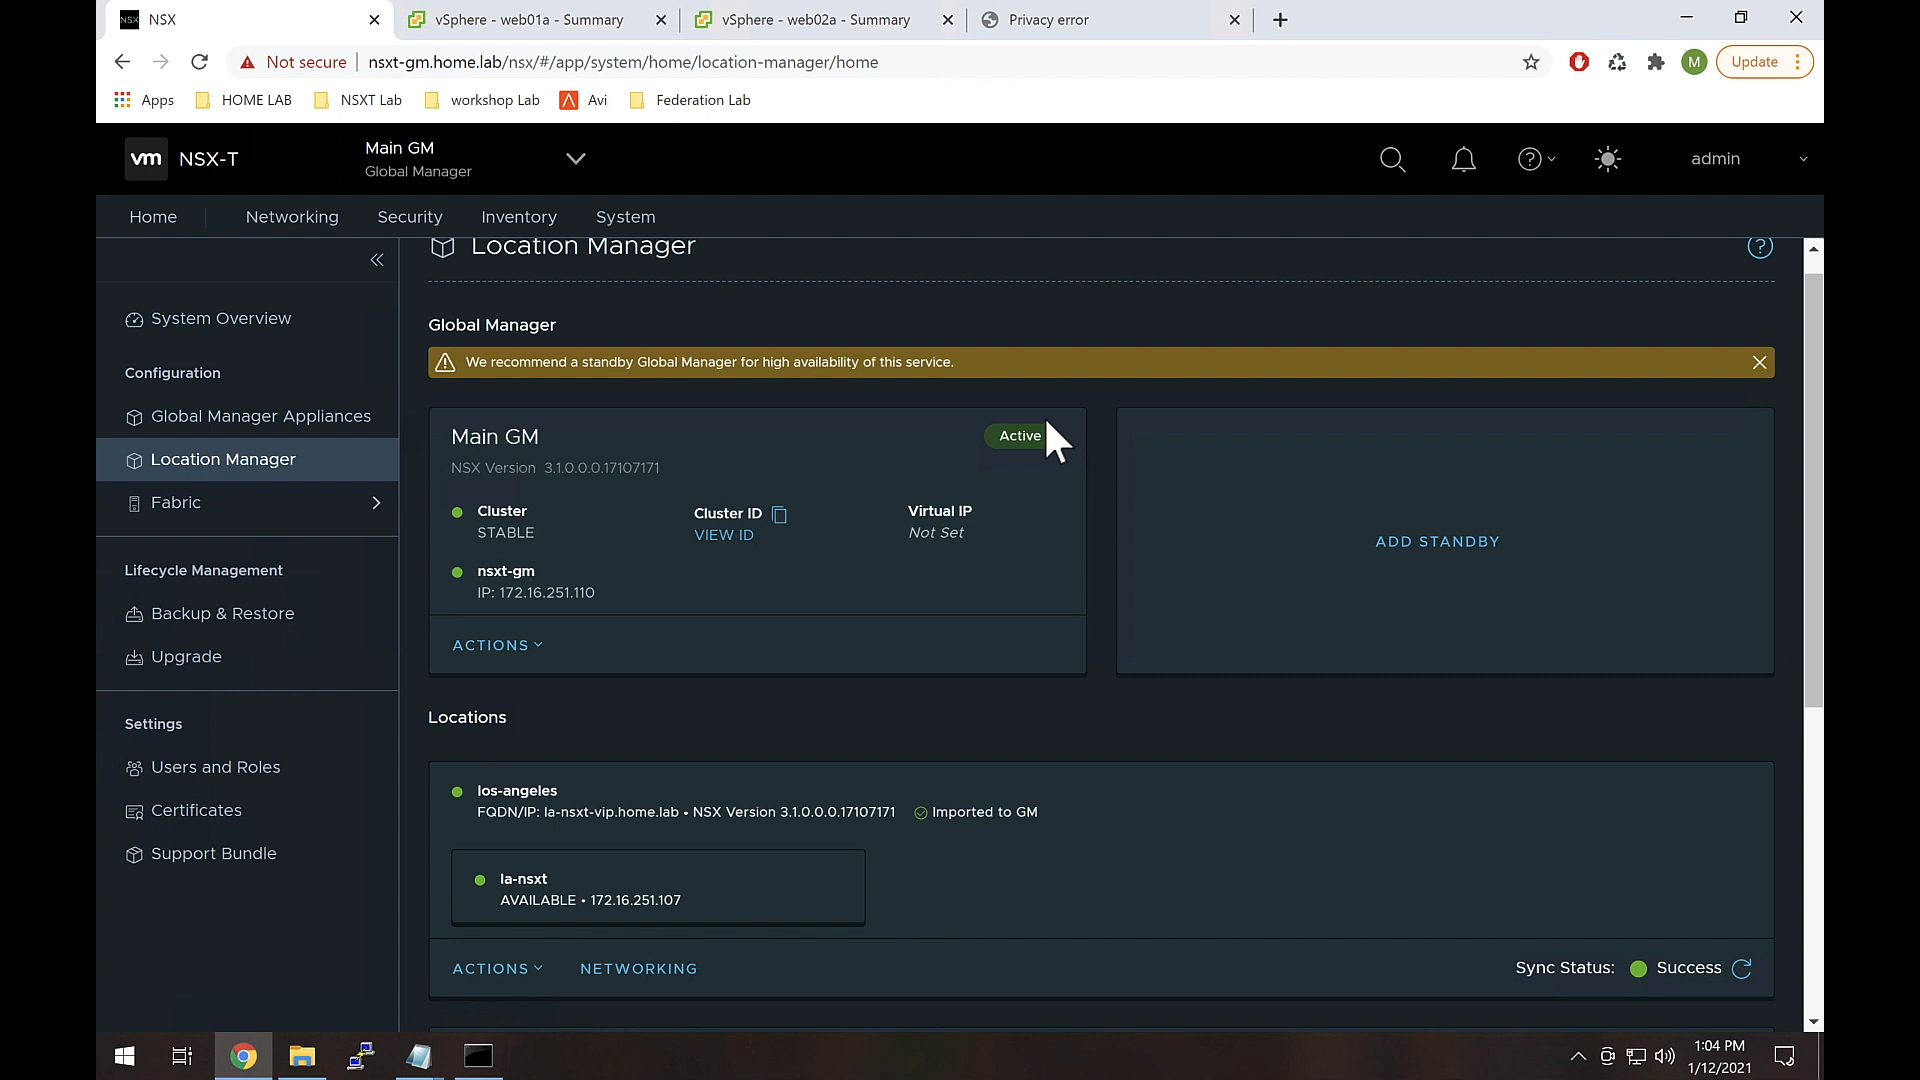 NSX
NSX
vSphere - web01a - Summary
vSphere - web02a - Summary
Privacy error
Not secure
nsxt-gm.home.lab/nsx/#/app/system/home/location-manager/home
M
Update
Apps
HOME LAB
NSXT Lab
workshop Lab
Avi
Federation Lab
vm
NSX-T
Main GM
Global Manager
admin
Home
Networking
Security
Inventory
System
Location Manager
System Overview
Configuration
Global Manager Appliances
Location Manager
Fabric
Lifecycle Management
Backup & Restore
Upgrade
Settings
Users and Roles
Certificates
Support Bundle
Global Manager
We recommend a standby Global Manager for high availability of this service.
Main GM
Active
NSX Version 3.1.0.0.0.17107171
Cluster
STABLE
Cluster ID
VIEW ID
Virtual IP
Not Set
nsxt-gm
IP: 172.16.251.110
ACTIONS
ADD STANDBY
Locations
los-angeles
FQDN/IP: la-nsxt-vip.home.lab • NSX Version 3.1.0.0.0.17107171
Imported to GM
la-nsxt
AVAILABLE • 172.16.251.107
ACTIONS
NETWORKING
Sync Status:
Success
1:04 PM
1/12/2021